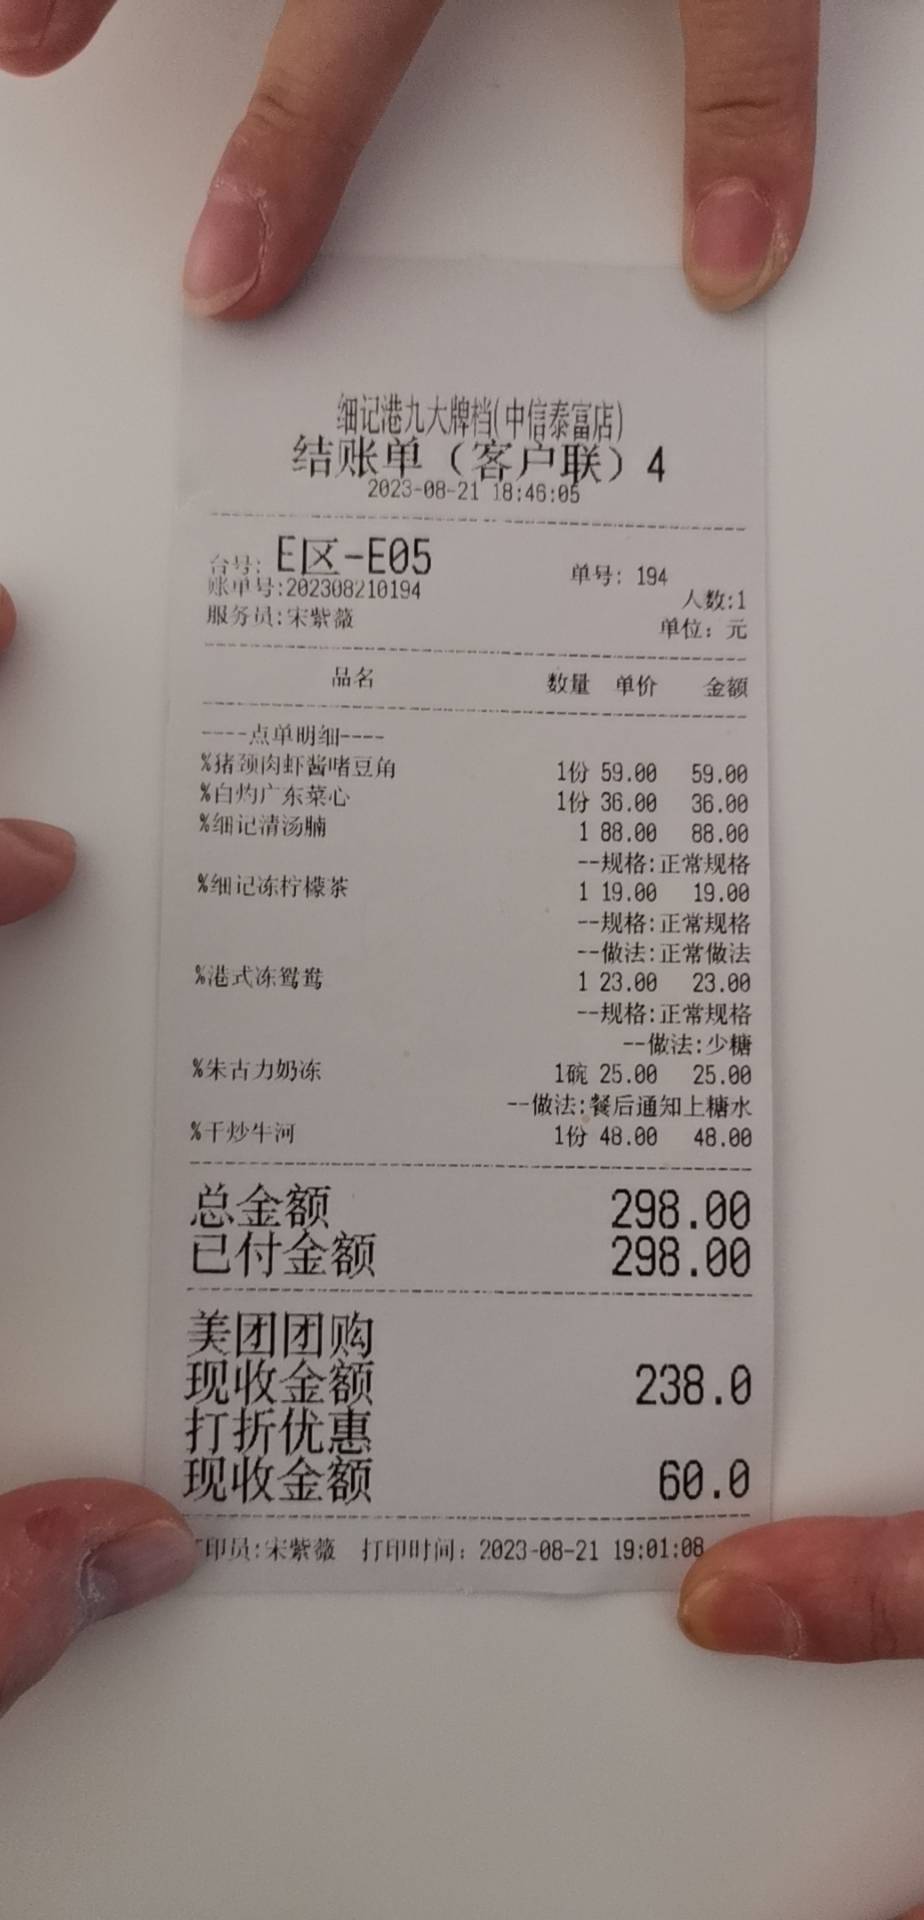 细记港九大牌档(中信泰富店)
结账单（客户联）4
2023-08-21 18:46:05
台号: E区-E05 单号: 194
账单号:202308210194 人数:1
服务员:宋紫薇 单位: 元
品名 数量 单价 金额
----点单明细----
%猪颈肉虾酱啫豆角 1份 59.00 59.00
%白灼广东菜心 1份 36.00 36.00
%细记清汤腩 1 88.00 88.00
--规格:正常规格
%细记冻柠檬茶 1 19.00 19.00
--规格:正常规格
--做法:正常做法
%港式冻鸳鸯 1 23.00 23.00
--规格:正常规格
--做法:少糖
%朱古力奶冻 1碗 25.00 25.00
--做法:餐后通知上糖水
%干炒牛河 1份 48.00 48.00
总金额 298.00
已付金额 298.00
美团团购
现收金额 238.0
打折优惠
现收金额 60.0
印员:宋紫薇 打印时间: 2023-08-21 19:01:08